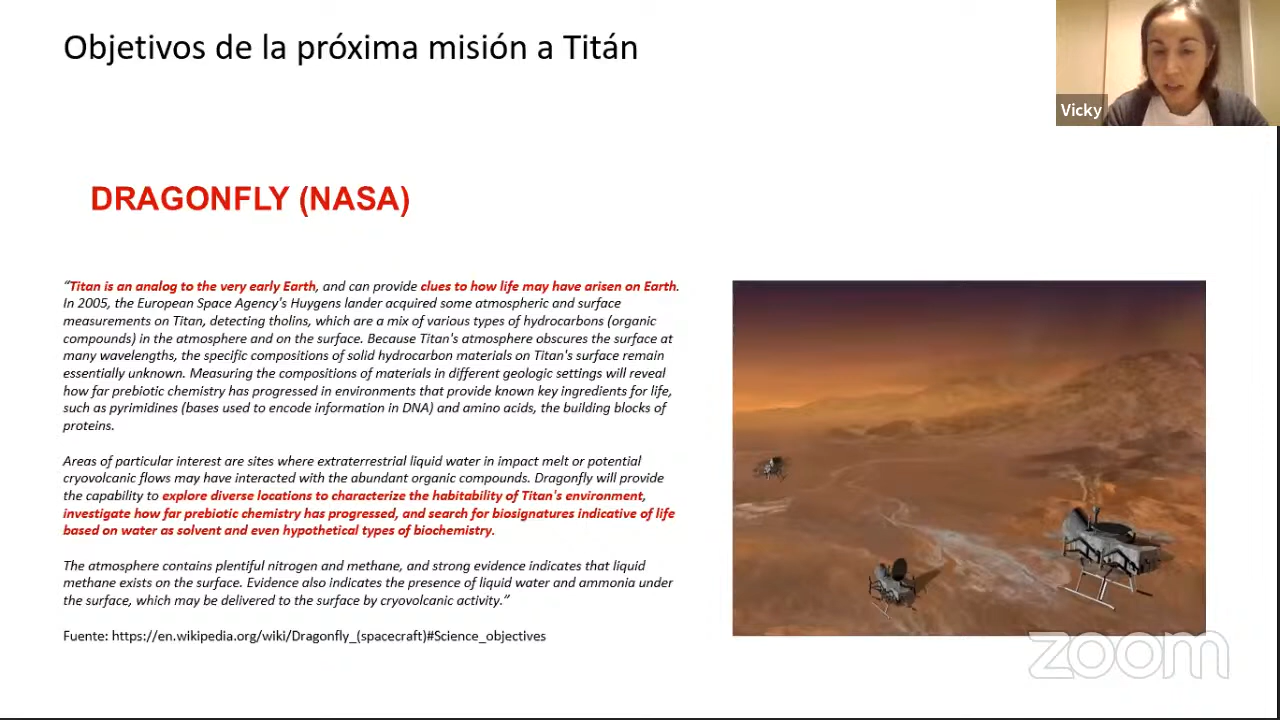 Objetivos de la próxima misión a Titán
Vicky
DRAGONFLY (NASA)
“Titan is an analog to the very early Earth, and can provide clues to how life may have arisen on Earth.
In 2005, the European Space Agency's Huygens lander acquired some atmospheric and surface
measurements on Titan, detecting tholins, which are a mix of various types of hydrocarbons (organic
compounds) in the atmosphere and on the surface. Because Titan's atmosphere obscures the surface at
many wavelengths, the specific compositions of solid hydrocarbon materials on Titan's surface remain
essentially unknown. Measuring the compositions of materials in different geologic settings will reveal
how far prebiotic chemistry has progressed in environments that provide known key ingredients for life,
such as pyrimidines (bases used to encode information in DNA) and amino acids, the building blocks of
proteins.
Areas of particular interest are sites where extraterrestrial liquid water in impact melt or potential
cryovolcanic flows may have interacted with the abundant organic compounds. Dragonfly will provide
the capability to explore diverse locations to characterize the habitability of Titan's environment,
investigate how far prebiotic chemistry has progressed, and search for biosignatures indicative of life
based on water as solvent and even hypothetical types of biochemistry.
The atmosphere contains plentiful nitrogen and methane, and strong evidence indicates that liquid
methane exists on the surface. Evidence also indicates the presence of liquid water and ammonia under
the surface, which may be delivered to the surface by cryovolcanic activity.”
Fuente: https://en.wikipedia.org/wiki/Dragonfly_(spacecraft)#Science_objectives
zoom